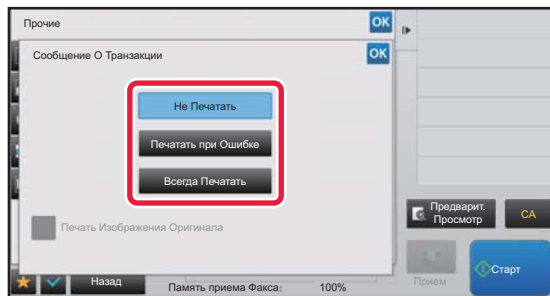 Прочие
OK
Сообщение О Транзакции
OK
Не Печатать
Печатать при Ошибке
Всегда Печатать
Печать Изображения Оригинала
Предварит.
Просмотр
CA
Назад
Память приема Факса:
100%
Прием
Старт